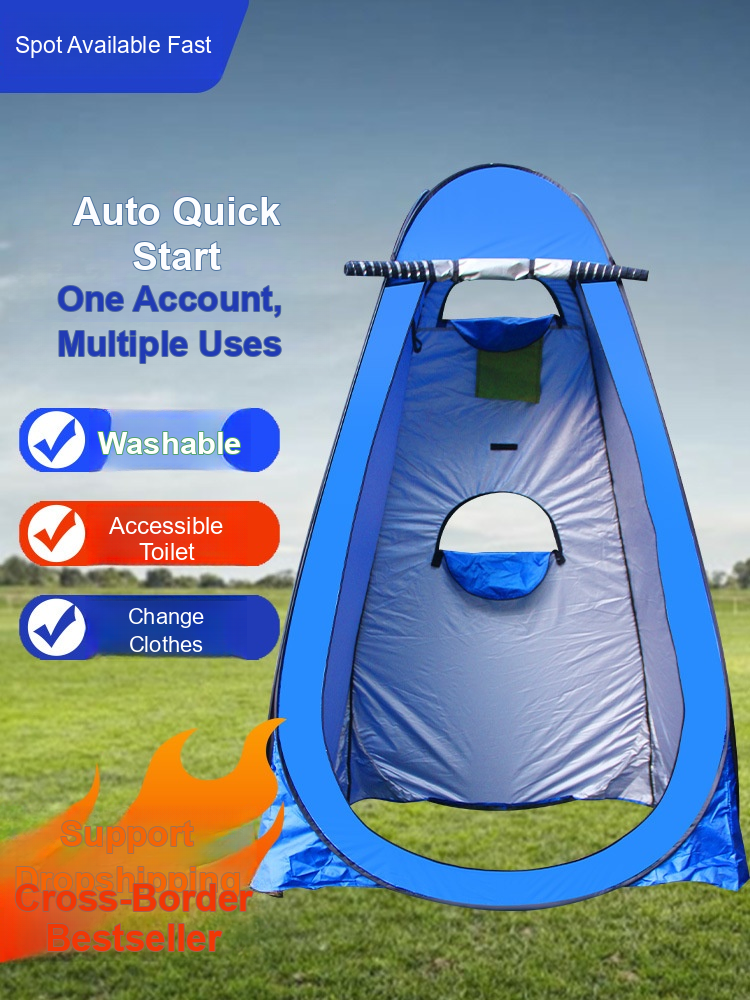 Spot Available Fast
Auto Quick
Start
One Account,
Multiple Uses
Washable
Accessible
Toilet
Change
Clothes
Support
Dropshipping
Cross-Border
Bestseller